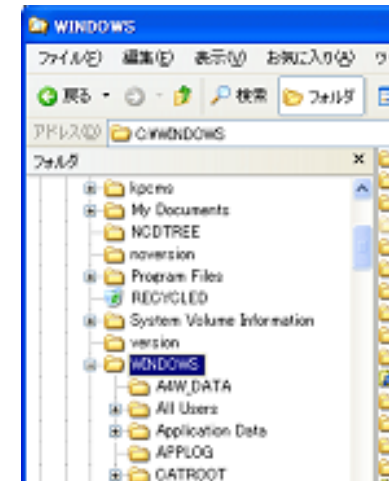 WINDOWS
ファイル(F) 編集(E) 表示(V) お気に入り(A)
戻る 検索 フォルダ
アドレス(D) C:¥WINDOWS
フォルダ
kpcms
My Documents
NCDTREE
noversion
Program Files
RECYCLED
System Volume Information
version
WINDOWS
A4W_DATA
All Users
Application Data
APPLOG
CATROOT